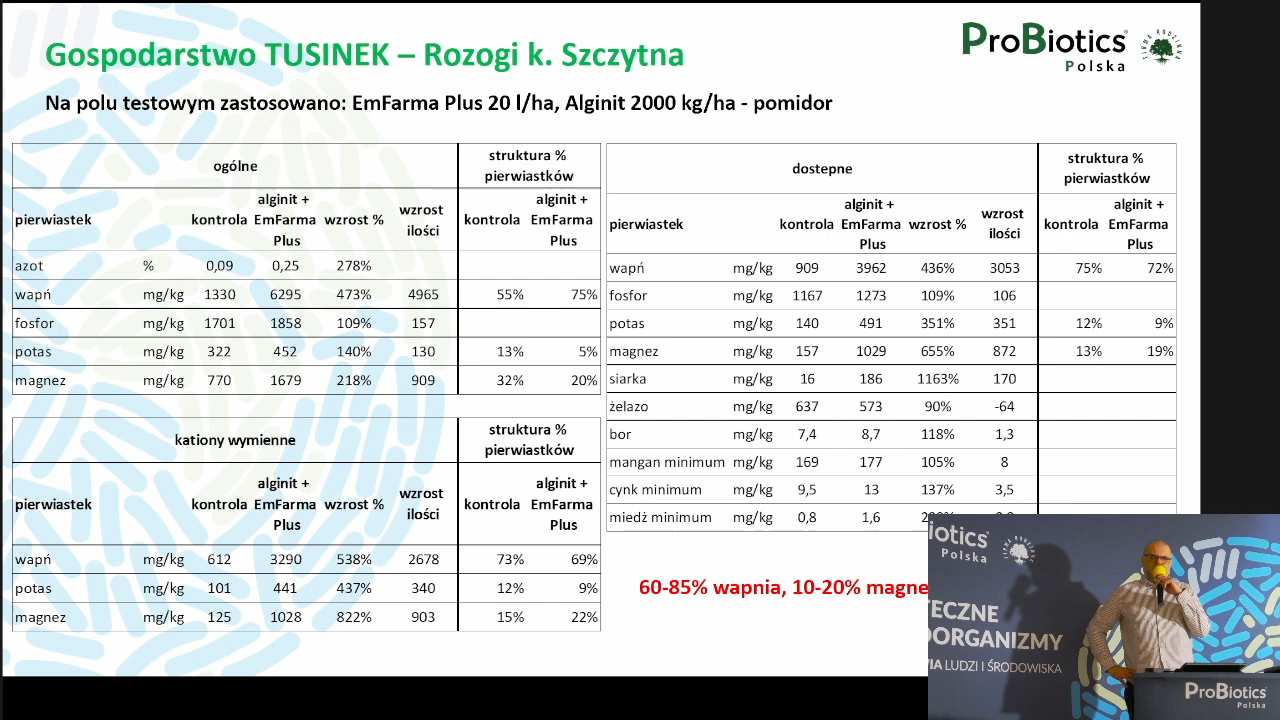 Gospodarstwo TUSINEK – Rozogi k. Szczytna
ProBiotics
Polska
Na polu testowym zastosowano: EmFarma Plus 20 l/ha, Alginit 2000 kg/ha - pomidor
ogólne struktura % pierwiastków
pierwiastek kontrola alginit + EmFarma Plus wzrost % wzrost ilości kontrola alginit + EmFarma Plus
azot % 0,09 0,25 278%
wapń mg/kg 1330 6295 473% 4965 55% 75%
fosfor mg/kg 1701 1858 109% 157
potas mg/kg 322 452 140% 130 13% 5%
magnez mg/kg 770 1679 218% 909 32% 20%
kationy wymienne struktura % pierwiastków
pierwiastek kontrola alginit + EmFarma Plus wzrost % wzrost ilości kontrola alginit + EmFarma Plus
wapń mg/kg 612 3290 538% 2678 73% 69%
potas mg/kg 101 441 437% 340 12% 9%
magnez mg/kg 125 1028 822% 903 15% 22%
dostepne struktura % pierwiastków
pierwiastek kontrola alginit + EmFarma Plus wzrost % wzrost ilości kontrola alginit + EmFarma Plus
wapń mg/kg 909 3962 436% 3053 75% 72%
fosfor mg/kg 1167 1273 109% 106
potas mg/kg 140 491 351% 351 12% 9%
magnez mg/kg 157 1029 655% 872 13% 19%
siarka mg/kg 16 186 1163% 170
żelazo mg/kg 637 573 90% -64
bor mg/kg 7,4 8,7 118% 1,3
mangan minimum mg/kg 169 177 105% 8
cynk minimum mg/kg 9,5 13 137% 3,5
miedź minimum mg/kg 0,8 1,6
60-85% wapnia, 10-20% magne
iotics
Polska
TECZNE
OORGANIZMY
WIA LUDZI I ŚRODOWISKA
ProBiotics
Polska